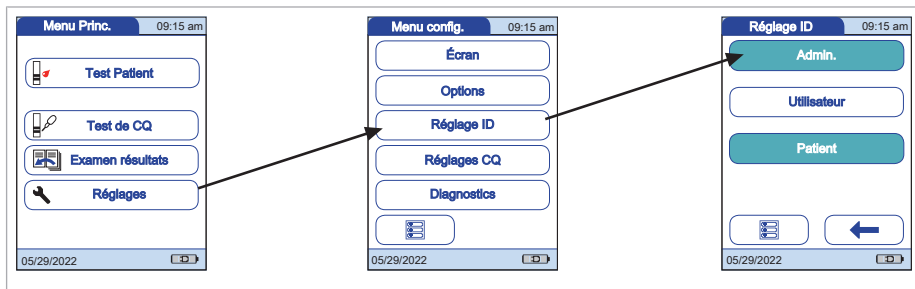 Menu Princ. 09:15 am
Test Patient
Test de CQ
Examen résultats
Réglages
05/29/2022
Menu config. 09:15 am
Écran
Options
Réglage ID
Réglages CQ
Diagnostics
05/29/2022
Réglage ID 09:15 am
Admin.
Utilisateur
Patient
05/29/2022